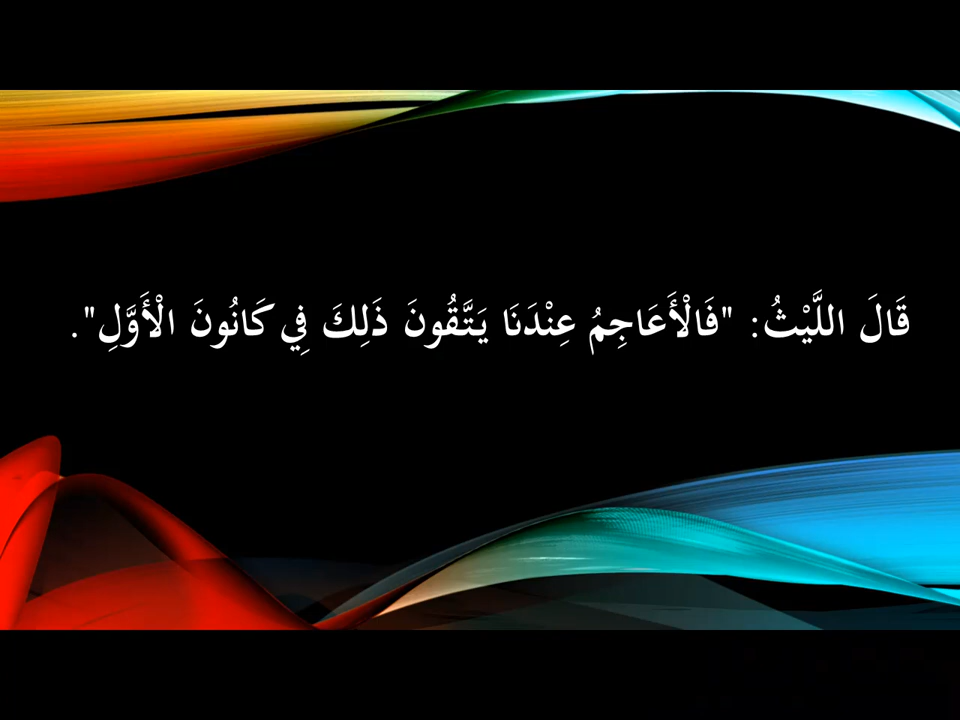 قَالَ اللَّيْثُ: "فَالْأَعَاجِمُ عِنْدَنَا يَتَّقُونَ ذَلِكَ فِي كَانُونَ الْأَوَّلِ".